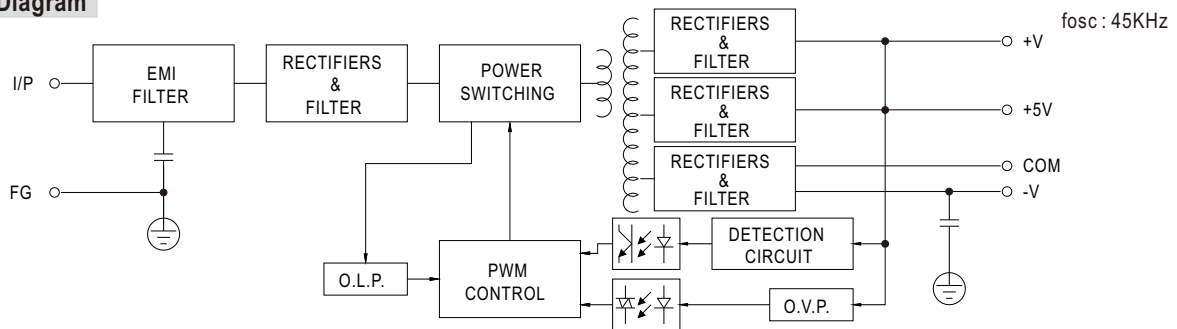 Diagram
fosc : 45KHz
I/P
EMI
FILTER
RECTIFIERS
&
FILTER
POWER
SWITCHING
RECTIFIERS
&
FILTER
+V
RECTIFIERS
&
FILTER
+5V
RECTIFIERS
&
FILTER
COM
-V
FG
O.L.P.
PWM
CONTROL
DETECTION
CIRCUIT
O.V.P.